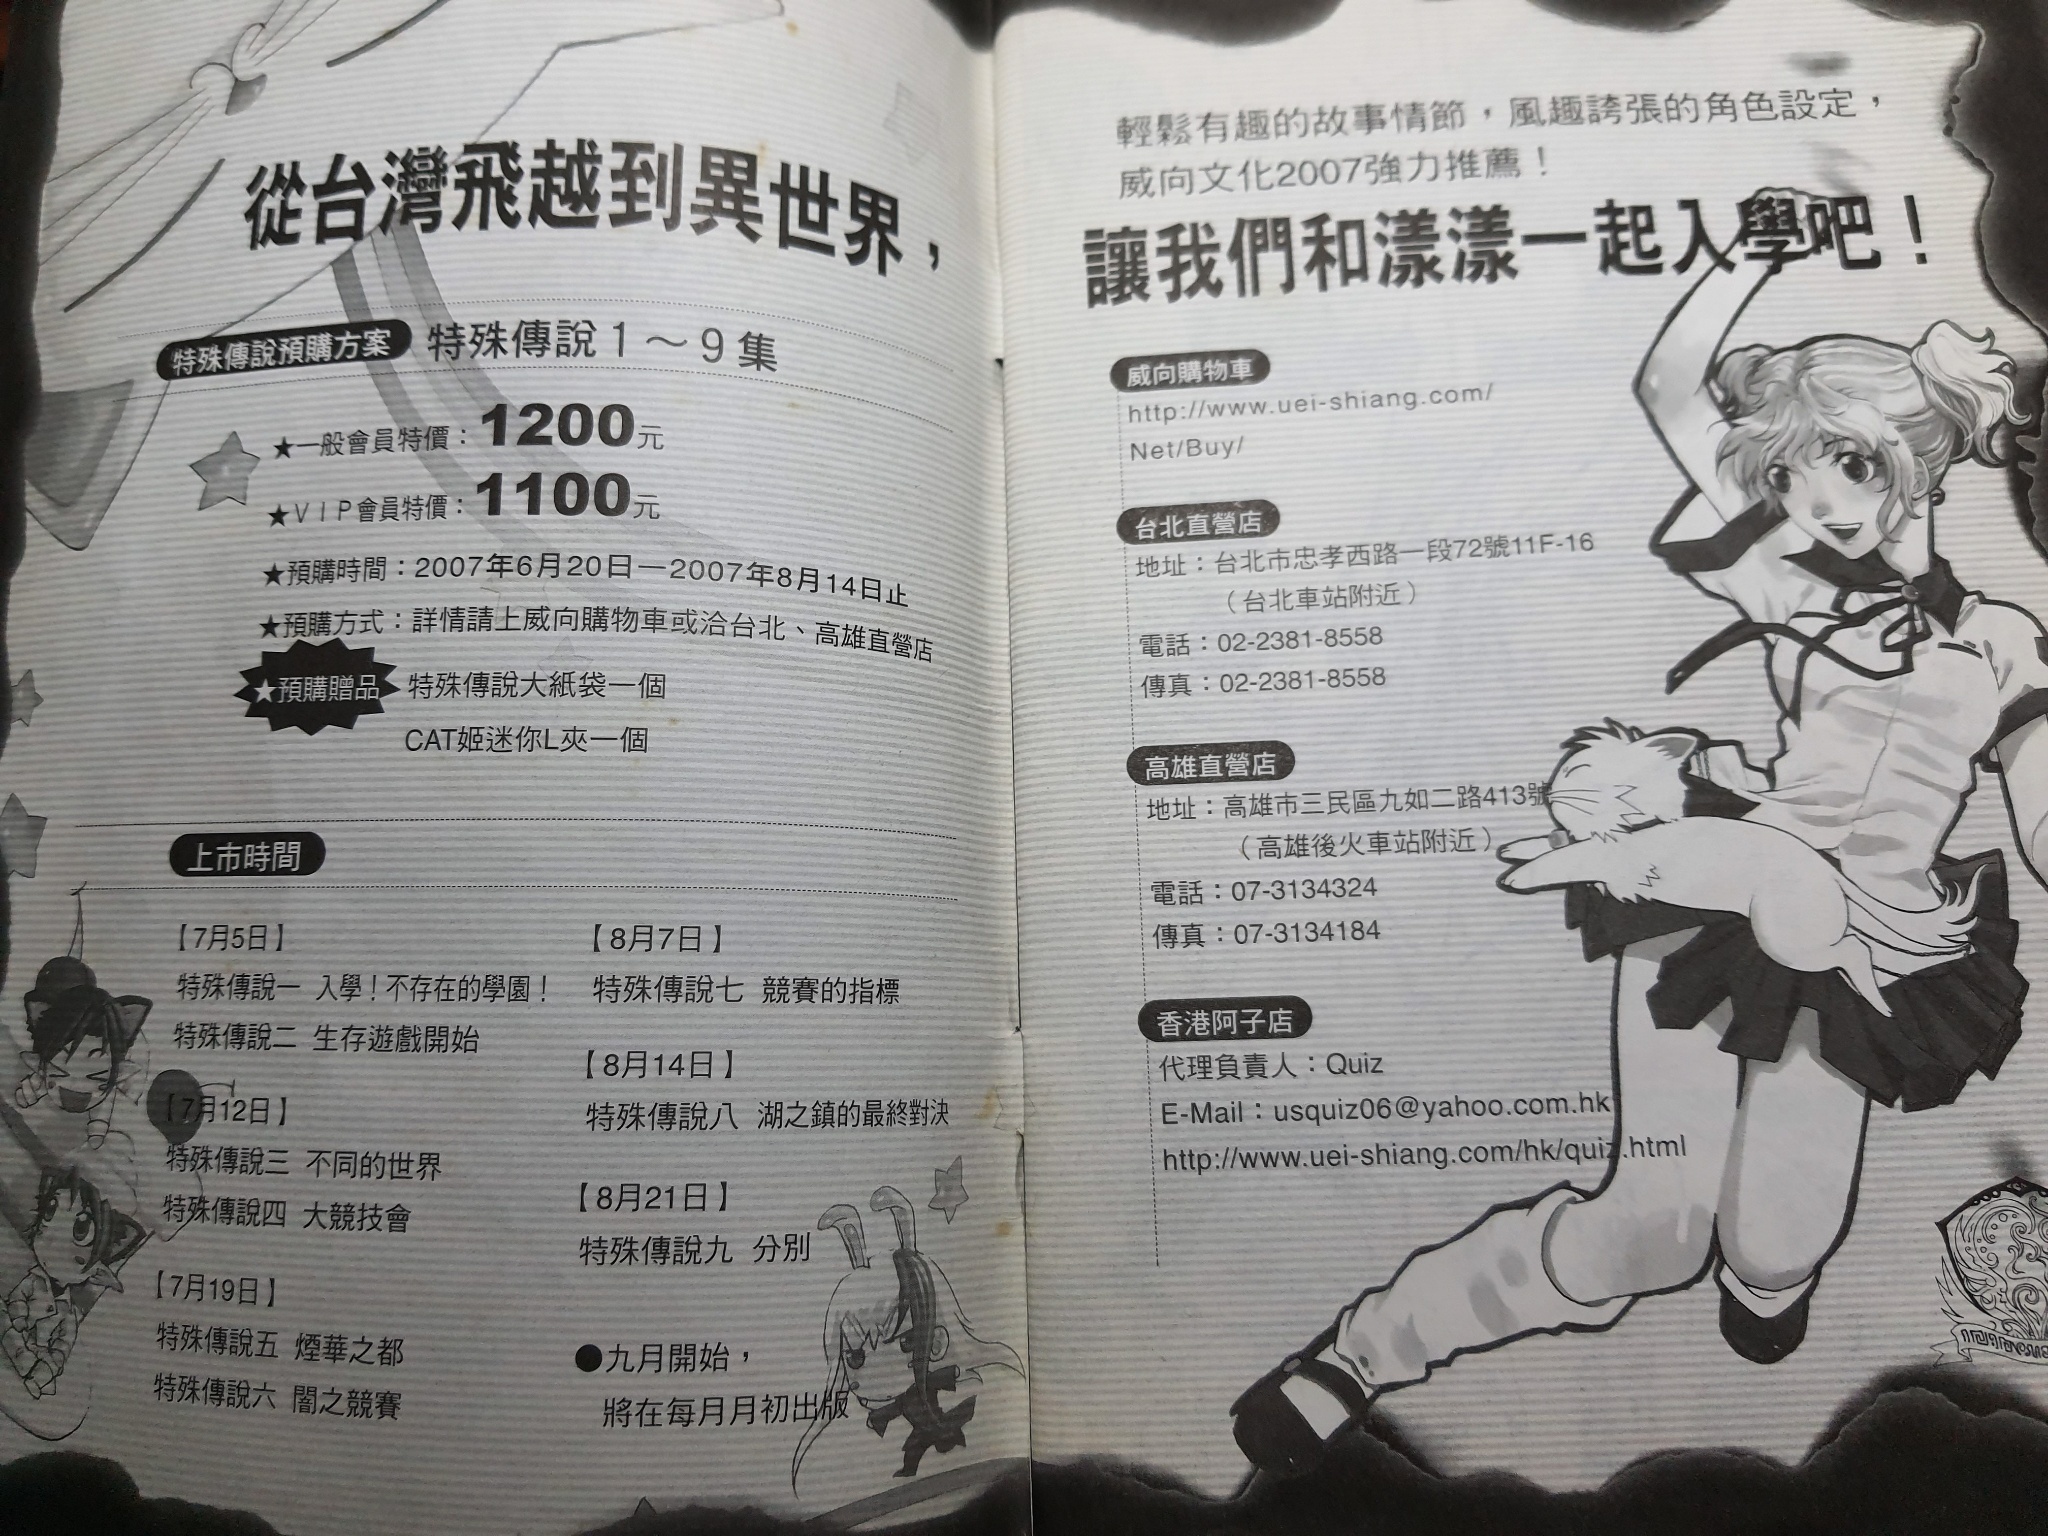 從台灣飛越到異世界，
特殊傳說預購方案 特殊傳說1～9集
★一般會員特價：1200元
★VIP會員特價：1100元
★預購時間：2007年6月20日—2007年8月14日止
★預購方式：詳情請上威向購物車或洽台北、高雄直營店
★預購贈品 特殊傳說大紙袋一個
CAT姬迷你L夾一個
上市時間
【7月5日】
特殊傳說一 入學！不存在的學園！
特殊傳說二 生存遊戲開始
【7月12日】
特殊傳說三 不同的世界
特殊傳說四 大競技會
【7月19日】
特殊傳說五 煙華之都
特殊傳說六 闇之競賽
【8月7日】
特殊傳說七 競賽的指標
【8月14日】
特殊傳說八 湖之鎮的最終對決
【8月21日】
特殊傳說九 分別
●九月開始，
將在每月月初出版
輕鬆有趣的故事情節，風趣誇張的角色設定，
威向文化2007強力推薦！
讓我們和漾漾一起入學吧！
威向購物車
http://www.uei-shiang.com/
Net/Buy/
台北直營店
地址：台北市忠孝西路一段72號11F-16
（台北車站附近）
電話：02-2381-8558
傳真：02-2381-8558
高雄直營店
地址：高雄市三民區九如二路413號
（高雄後火車站附近）
電話：07-3134324
傳真：07-3134184
香港阿子店
代理負責人：Quiz
E-Mail：usquiz06@yahoo.com.hk
http://www.uei-shiang.com/hk/quiz.html